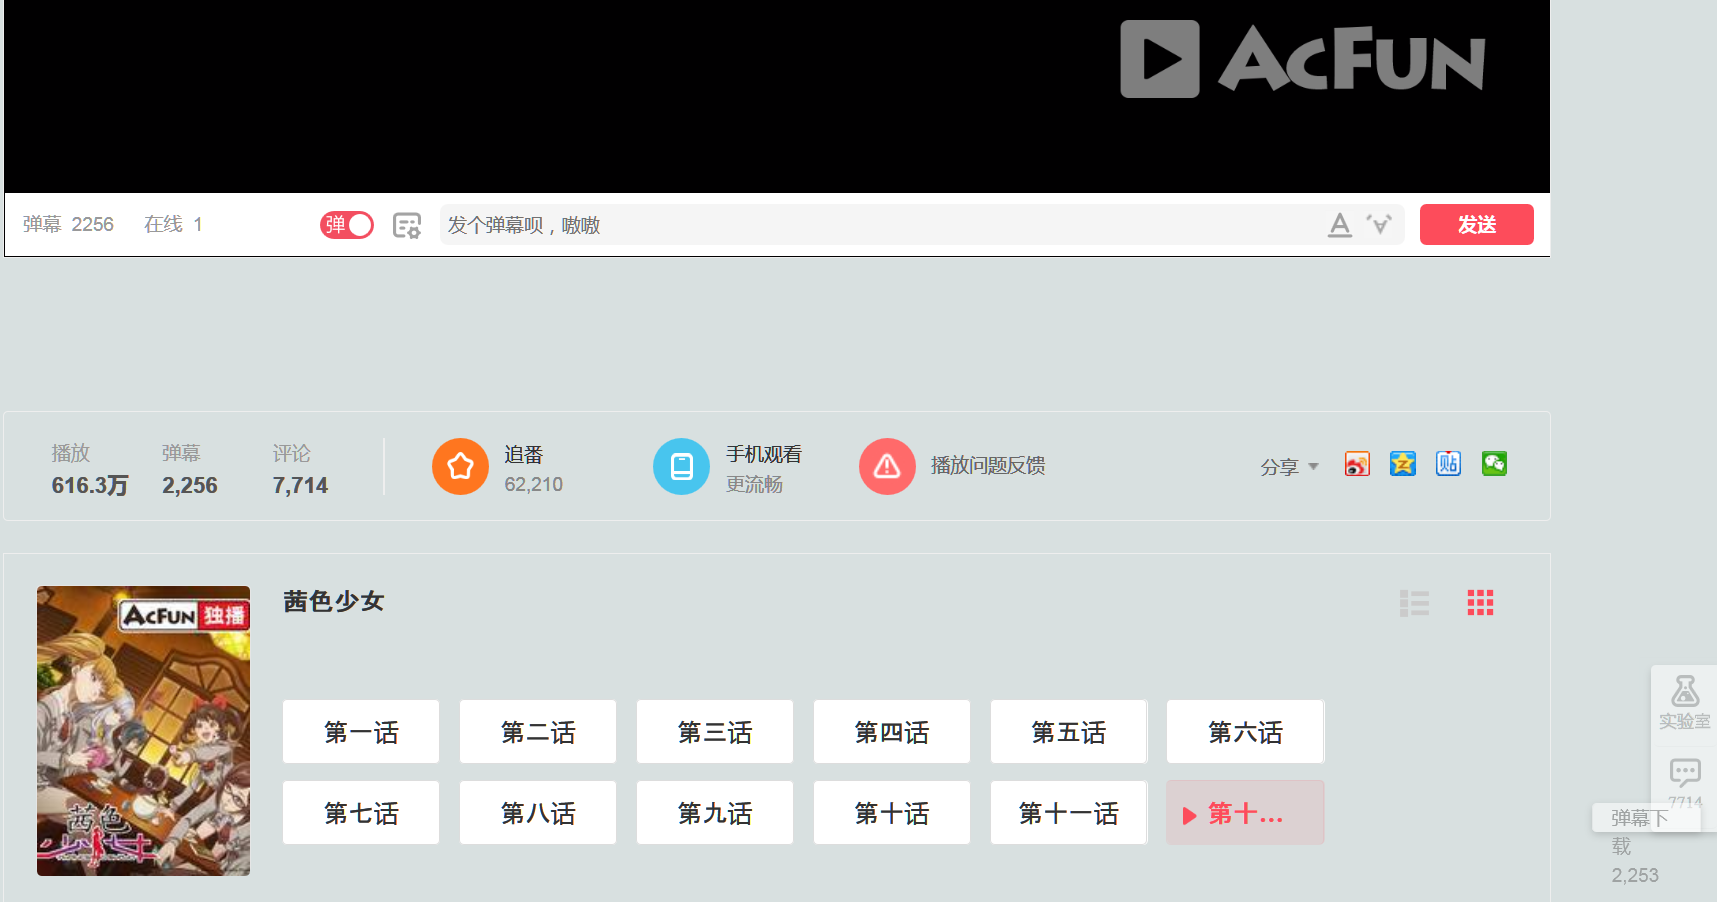 ACFUN
弹幕 2256 在线 1
弹
发个弹幕呗，嗷嗷
A
发送
播放 弹幕 评论
616.3万 2,256 7,714
追番
62,210
手机观看
更流畅
播放问题反馈
分享
贴
ACFUN 独播
茜色少女
茜色少女
第一话 第二话 第三话 第四话 第五话 第六话
第七话 第八话 第九话 第十话 第十一话 第十...
实验室
7714
弹幕下
载
2,253